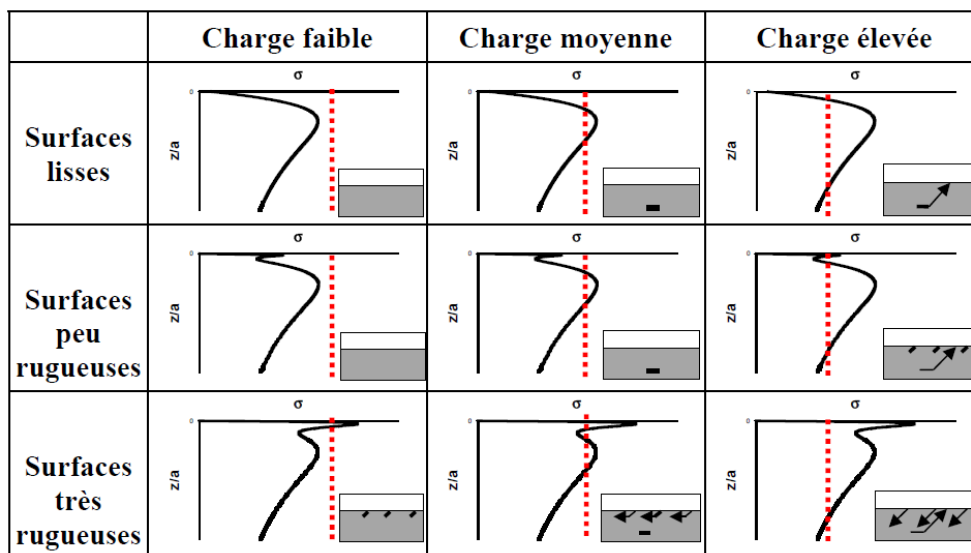 Charge faible Charge moyenne Charge élevée
Surfaces
lisses
σ σ σ
0 0 0
z/a z/a z/a
Surfaces
peu
rugueuses
σ σ σ
0 0 0
z/a z/a z/a
Surfaces
très
rugueuses
σ σ σ
0 0 0
z/a z/a z/a